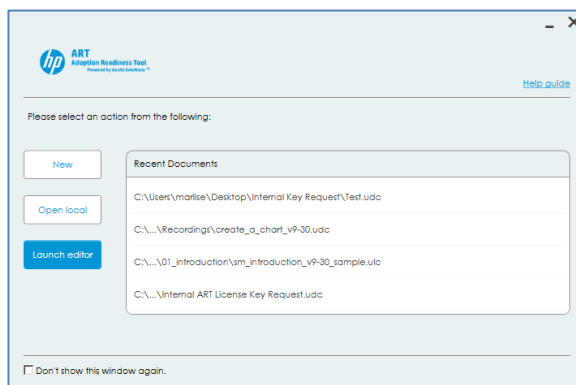 hp
ART
Adoption Readiness Tool
Powered by Ancile Solutions ™
Help guide
Please select an action from the following:
New
Recent Documents
C:\Users\marlise\Desktop\Internal Key Request\Test.udc
Open local
C:\...\Recordings\create_a_chart_v9-30.udc
Launch editor
C:\...\01_introduction\sm_introduction_v9-30_sample.ulc
C:\...\Internal ART License Key Request.udc
Don't show this window again.